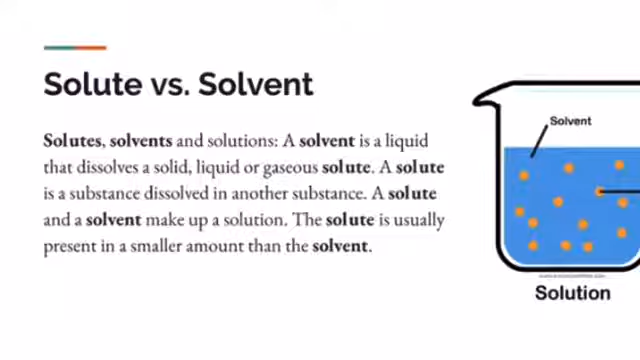 Solute vs. Solvent
Solutes, solvents and solutions: A solvent is a liquid
that dissolves a solid, liquid or gaseous solute. A solute
is a substance dissolved in another substance. A solute
and a solvent make up a solution. The solute is usually
present in a smaller amount than the solvent.
Solvent
Solution